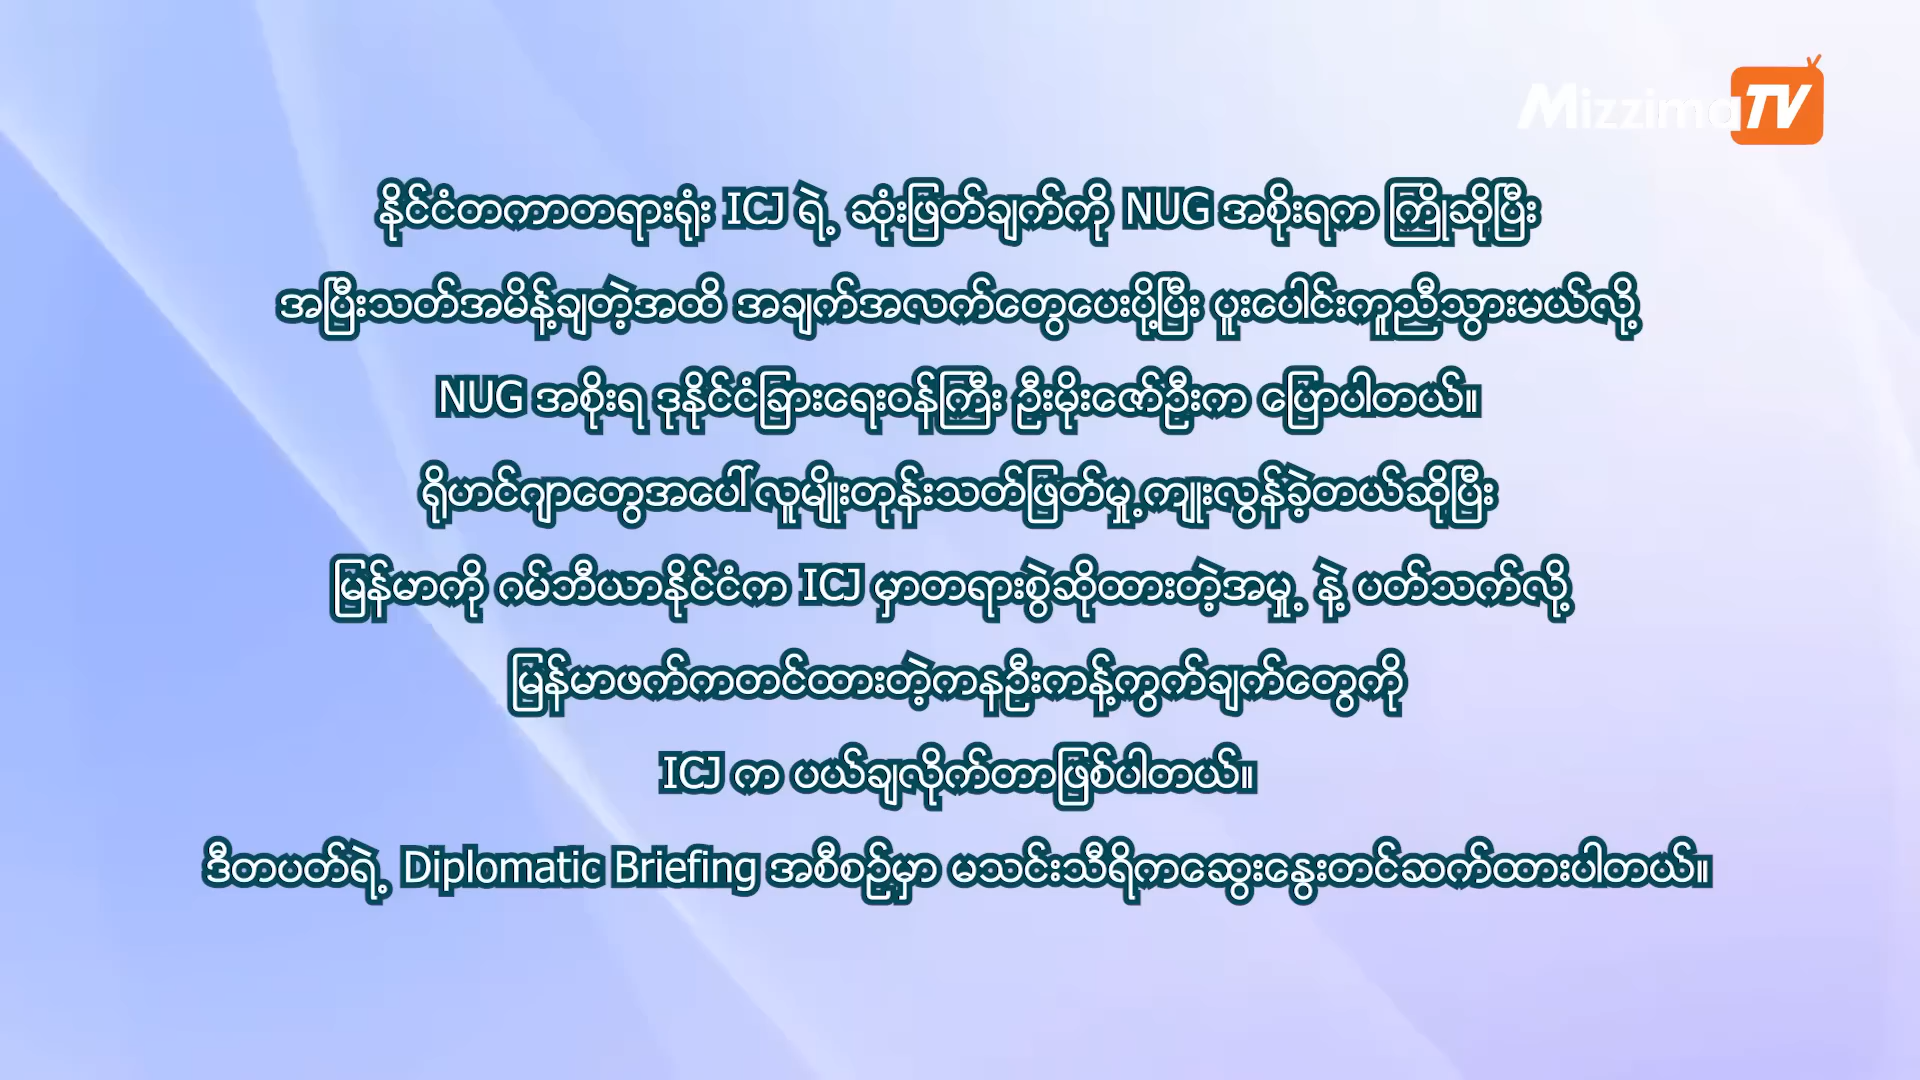 Mizzima TV
နိုင်ငံတကာတရားရုံး ICJ ရဲ့ ဆုံးဖြတ်ချက်ကို NUG အစိုးရက ကြိုဆိုပြီး
အပြီးသတ်အမိန့်ချတဲ့အထိ အချက်အလက်တွေပေးပို့ပြီး ပူးပေါင်းကူညီသွားမယ်လို့
NUG အစိုးရ ဒုနိုင်ငံခြားရေးဝန်ကြီး ဦးမိုးဇော်ဦးက ပြောပါတယ်။
ရိုဟင်ဂျာတွေအပေါ် လူမျိုးတုန်းသတ်ဖြတ်မှု့ကျူးလွန်ခဲ့တယ်ဆိုပြီး
မြန်မာကို ဂမ်ဘီယာနိုင်ငံက ICJ မှာတရားစွဲဆိုထားတဲ့အမှု့ နဲ့ ပတ်သက်လို့
မြန်မာဖက်ကတင်ထားတဲ့ကနဦးကန့်ကွက်ချက်တွေကို
ICJ က ပယ်ချလိုက်တာဖြစ်ပါတယ်။
ဒီတပတ်ရဲ့ Diplomatic Briefing အစီစဉ်မှာ မသင်းသီရိကဆွေးနွေးတင်ဆက်ထားပါတယ်။